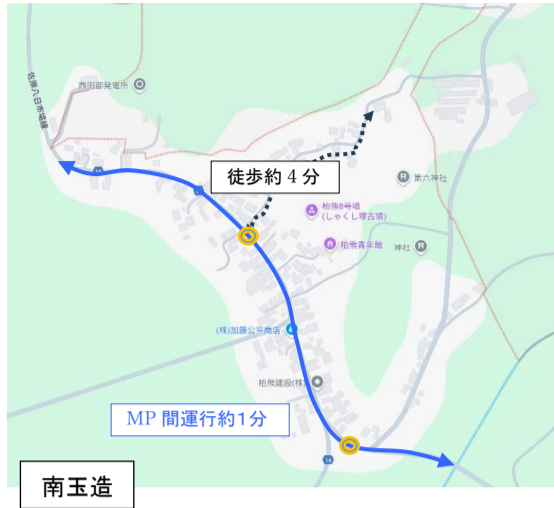 佐原八日市場線
西田部発電所
徒歩約 4 分
第六神社
柏熊8号墳
(しゃくし塚古墳)
柏熊青年館
神社
(株)加藤公平商店
柏熊建設(株)
MP 間運行約1分
16
南玉造